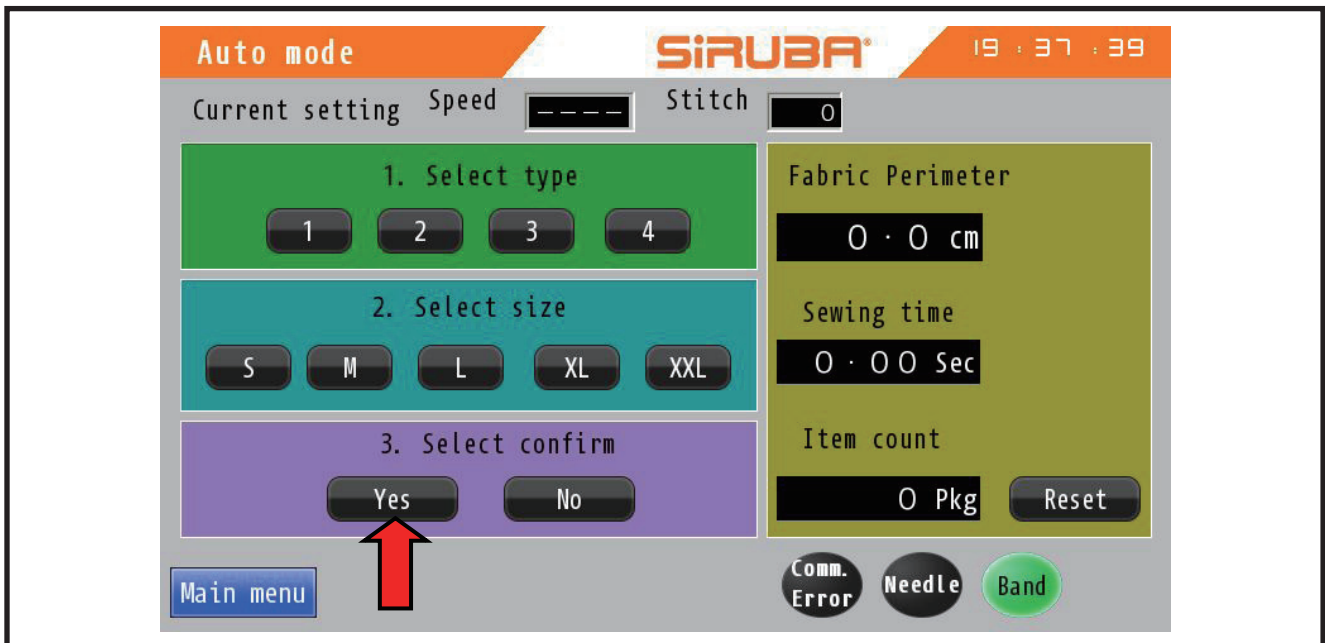 Auto mode
SiRUBA®
19 : 37 : 39
Current setting Speed ---- Stitch 0
1. Select type
1 2 3 4
2. Select size
S M L XL XXL
3. Select confirm
Yes No
Fabric Perimeter
0.0 cm
Sewing time
0.00 Sec
Item count
0 Pkg Reset
Main menu
Comm.
Error
Needle
Band